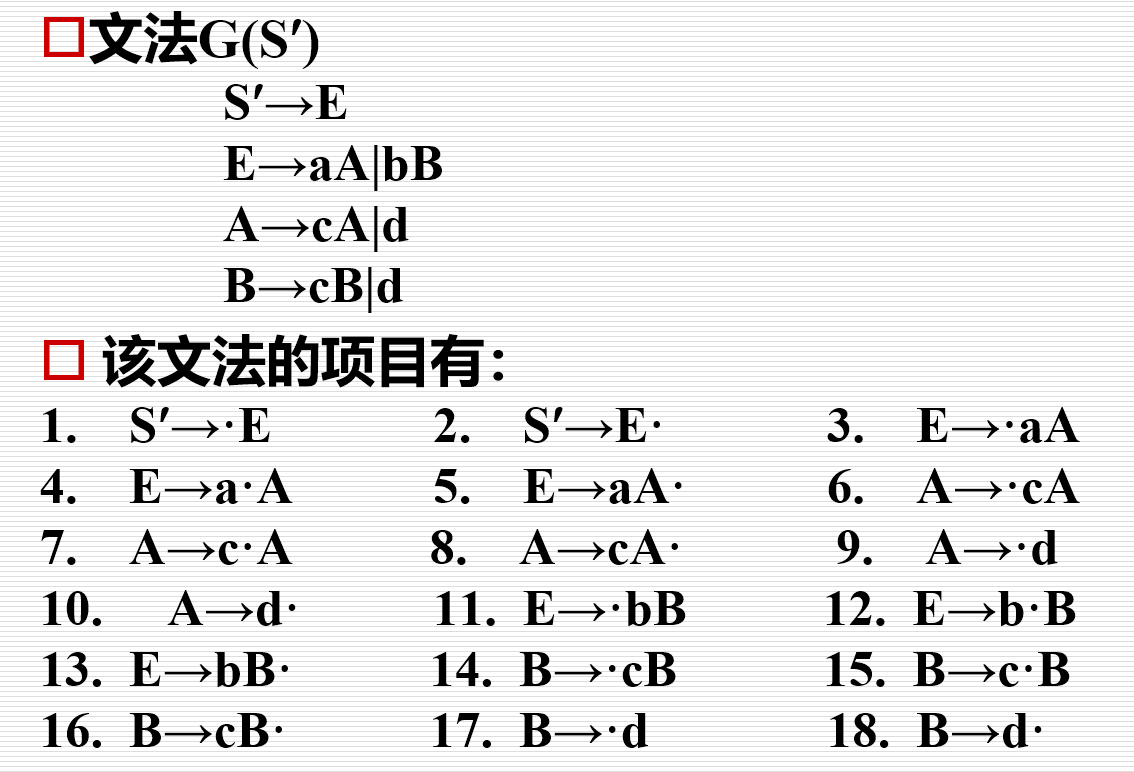 文法G(S′)
S′→E
E→aA|bB
A→cA|d
B→cB|d
该文法的项目有：
1. S′→·E 2. S′→E· 3. E→·aA
4. E→a·A 5. E→aA· 6. A→·cA
7. A→c·A 8. A→cA· 9. A→·d
10. A→d· 11. E→·bB 12. E→b·B
13. E→bB· 14. B→·cB 15. B→c·B
16. B→cB· 17. B→·d 18. B→d·